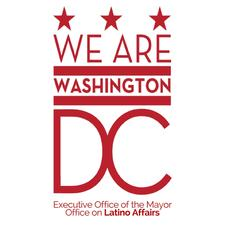 WE ARE
WASHINGTON
DC
Executive Office of the Mayor
Office on Latino Affairs